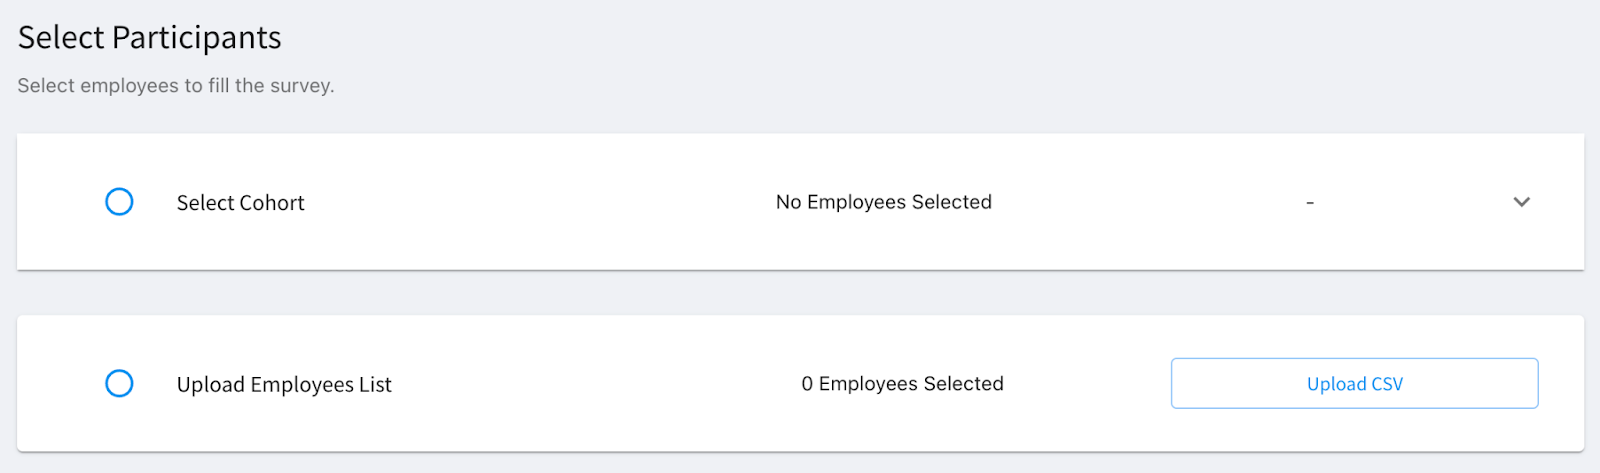 Select Participants
Select employees to fill the survey.
Select Cohort No Employees Selected -
Upload Employees List 0 Employees Selected Upload CSV